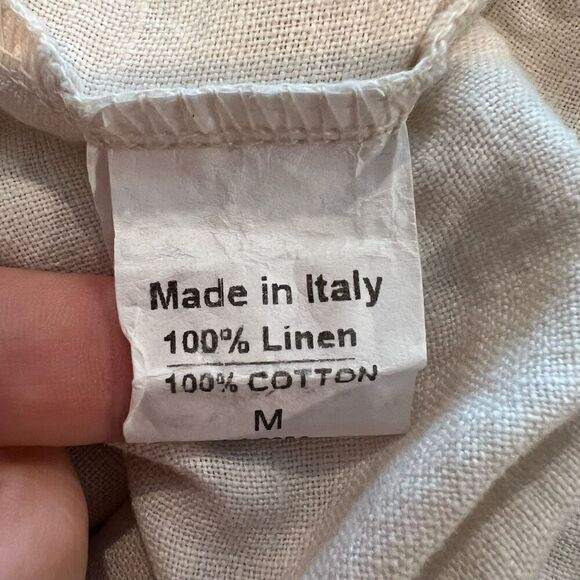 Made in Italy
100% Linen
100% COTTON
M